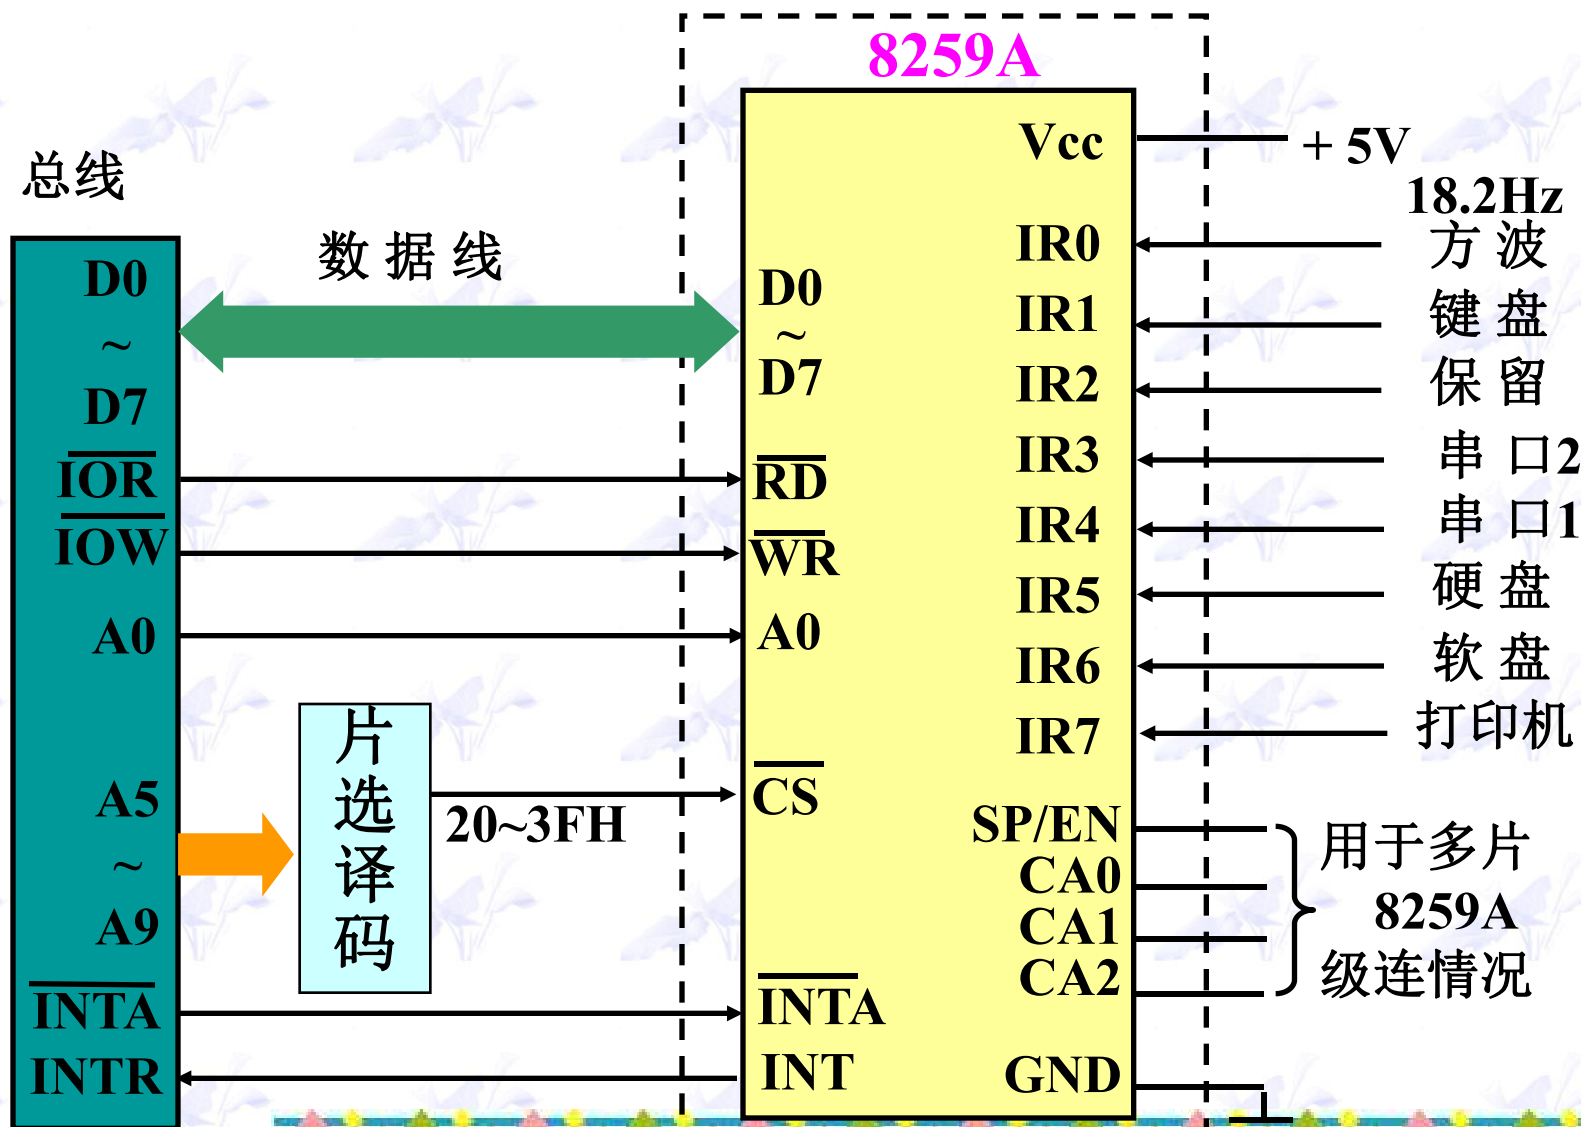 8259A
总线
D0
~
D7
IOR
IOW
A0
A5
~
A9
INTA
INTR
数据线
片选译码
20~3FH
D0
~
D7
RD
WR
A0
CS
INTA
INT
Vcc
IR0
IR1
IR2
IR3
IR4
IR5
IR6
IR7
SP/EN
CA0
CA1
CA2
GND
+ 5V
18.2Hz
方波
键盘
保留
串口2
串口1
硬盘
软盘
打印机
用于多片
8259A
级连情况